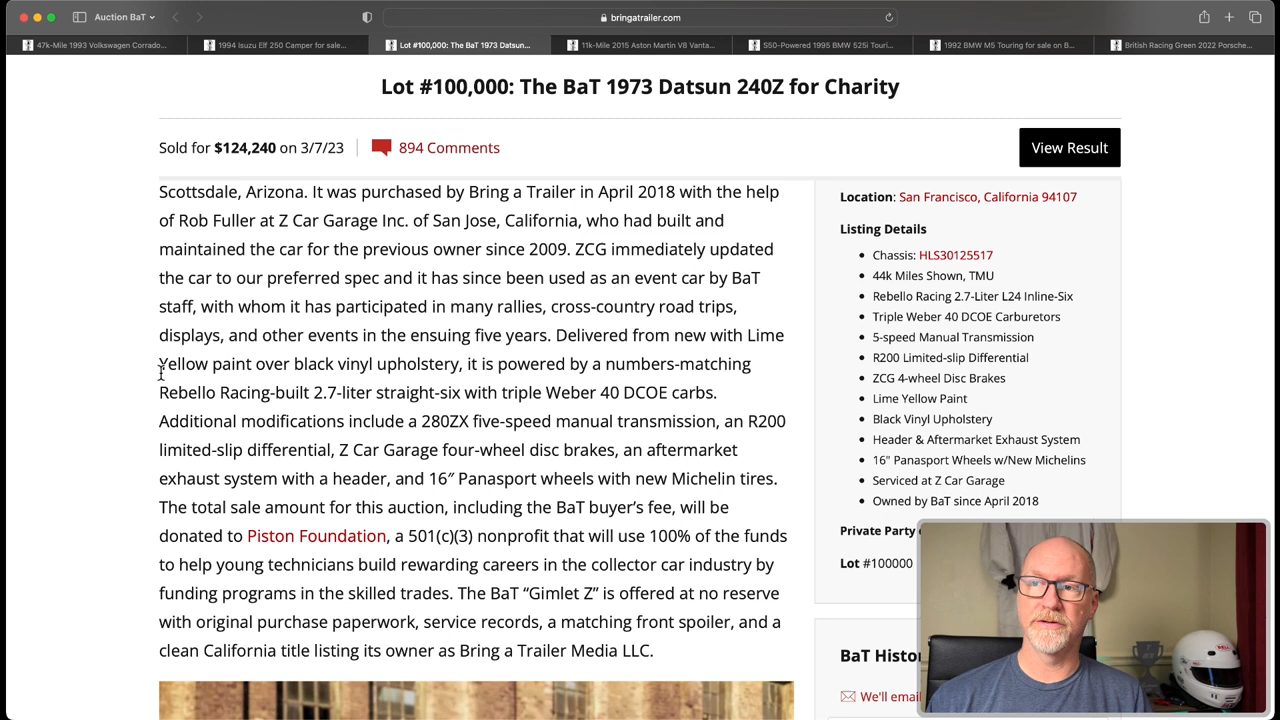 Auction BaT
bringatrailer.com
47k-Mile 1993 Volkswagen Corrado...
1994 Isuzu Elf 250 Camper for sale...
Lot #100,000: The BaT 1973 Datsun...
11k-Mile 2015 Aston Martin V8 Vanta...
S50-Powered 1995 BMW 525i Touri...
1992 BMW M5 Touring for sale on B...
British Racing Green 2022 Porsche...
Lot #100,000: The BaT 1973 Datsun 240Z for Charity
Sold for $124,240 on 3/7/23
894 Comments
View Result
Scottsdale, Arizona. It was purchased by Bring a Trailer in April 2018 with the help
of Rob Fuller at Z Car Garage Inc. of San Jose, California, who had built and
maintained the car for the previous owner since 2009. ZCG immediately updated
the car to our preferred spec and it has since been used as an event car by BaT
staff, with whom it has participated in many rallies, cross-country road trips,
displays, and other events in the ensuing five years. Delivered from new with Lime
Yellow paint over black vinyl upholstery, it is powered by a numbers-matching
Rebello Racing-built 2.7-liter straight-six with triple Weber 40 DCOE carbs.
Additional modifications include a 280ZX five-speed manual transmission, an R200
limited-slip differential, Z Car Garage four-wheel disc brakes, an aftermarket
exhaust system with a header, and 16″ Panasport wheels with new Michelin tires.
The total sale amount for this auction, including the BaT buyer’s fee, will be
donated to Piston Foundation, a 501(c)(3) nonprofit that will use 100% of the funds
to help young technicians build rewarding careers in the collector car industry by
funding programs in the skilled trades. The BaT “Gimlet Z” is offered at no reserve
with original purchase paperwork, service records, a matching front spoiler, and a
clean California title listing its owner as Bring a Trailer Media LLC.
Location: San Francisco, California 94107
Listing Details
Chassis: HLS30125517
44k Miles Shown, TMU
Rebello Racing 2.7-Liter L24 Inline-Six
Triple Weber 40 DCOE Carburetors
5-speed Manual Transmission
R200 Limited-slip Differential
ZCG 4-wheel Disc Brakes
Lime Yellow Paint
Black Vinyl Upholstery
Header & Aftermarket Exhaust System
16" Panasport Wheels w/New Michelins
Serviced at Z Car Garage
Owned by BaT since April 2018
Private Party
Lot #100000
BaT Histo
We'll email
BELL